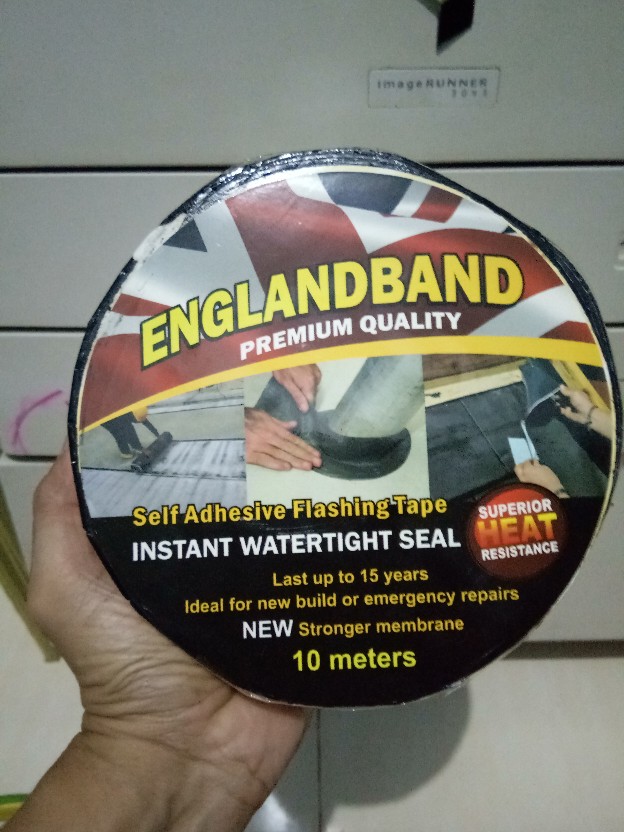 imageRUNNER
ENGLANDBAND
PREMIUM QUALITY
Self Adhesive Flashing Tape
INSTANT WATERTIGHT SEAL
SUPERIOR
HEAT
RESISTANCE
Last up to 15 years
Ideal for new build or emergency repairs
NEW Stronger membrane
10 meters